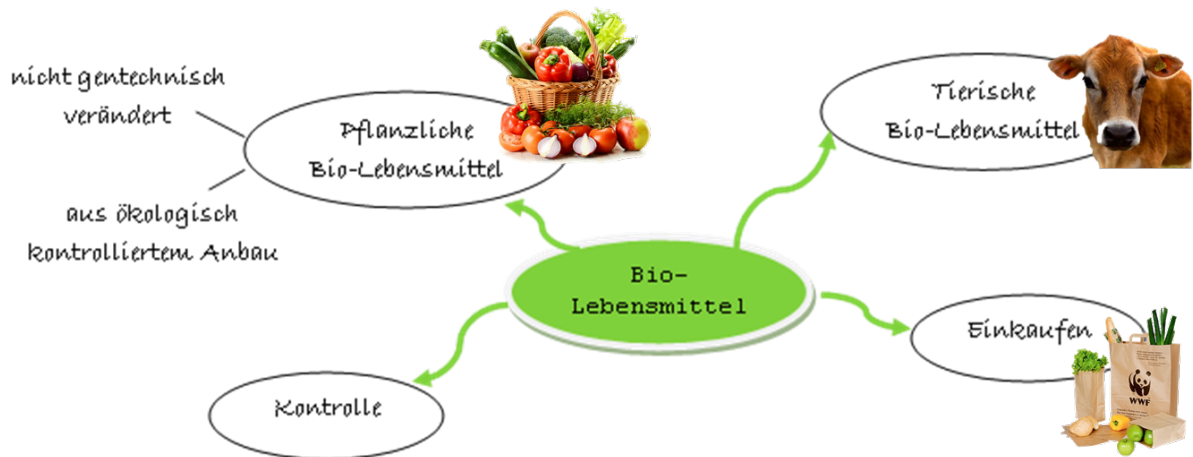 nicht gentechnisch
verändert
Pflanzliche
Bio-Lebensmittel
aus ökologisch
kontrolliertem Anbau
Tierische
Bio-Lebensmittel
Bio-
Lebensmittel
Einkaufen
WWF
Kontrolle